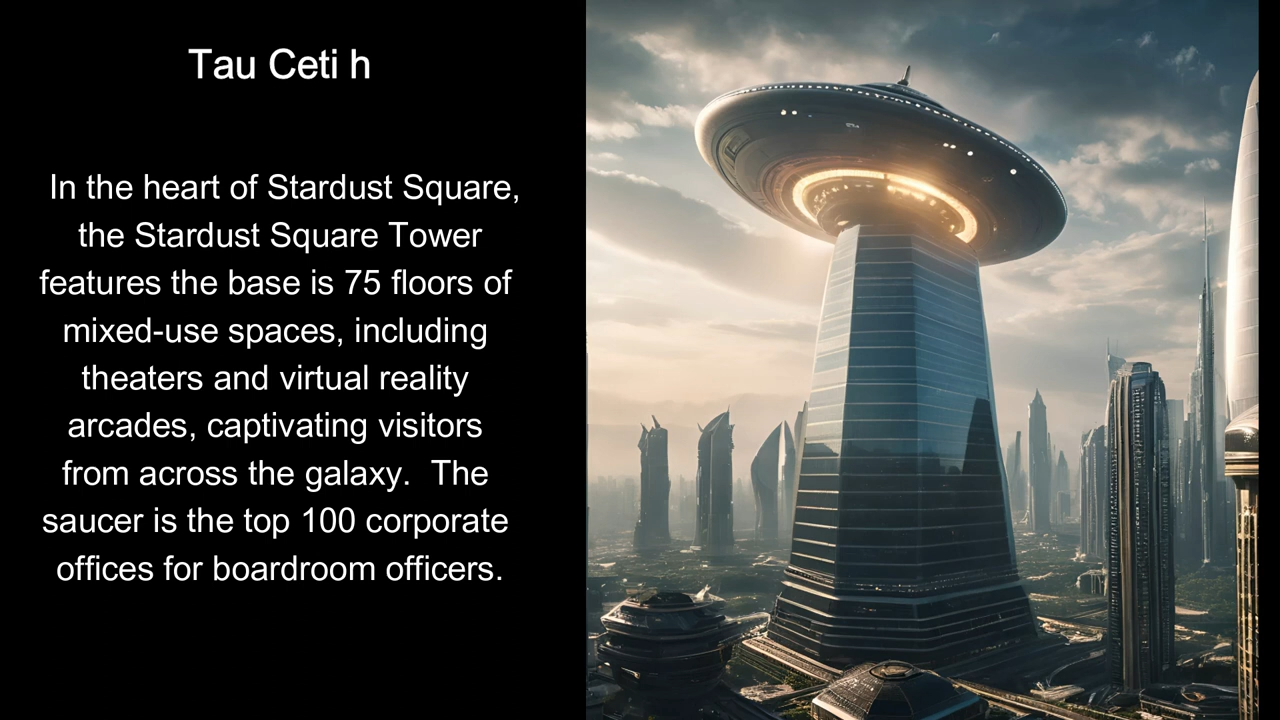 Tau Ceti h
In the heart of Stardust Square,
the Stardust Square Tower
features the base is 75 floors of
mixed-use spaces, including
theaters and virtual reality
arcades, captivating visitors
from across the galaxy.  The
saucer is the top 100 corporate
offices for boardroom officers.